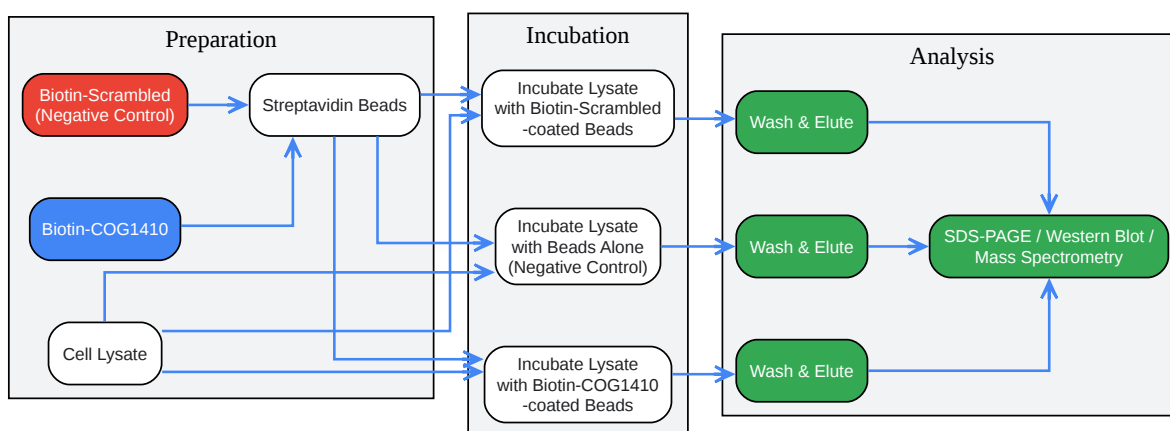 Preparation
Biotin-Scrambled
(Negative Control)
Streptavidin Beads
Biotin-COG1410
Cell Lysate
Incubation
Incubate Lysate
with Biotin-Scrambled
-coated Beads
Incubate Lysate
with Beads Alone
(Negative Control)
Incubate Lysate
with Biotin-COG1410
-coated Beads
Analysis
Wash & Elute
Wash & Elute
Wash & Elute
SDS-PAGE / Western Blot /
Mass Spectrometry